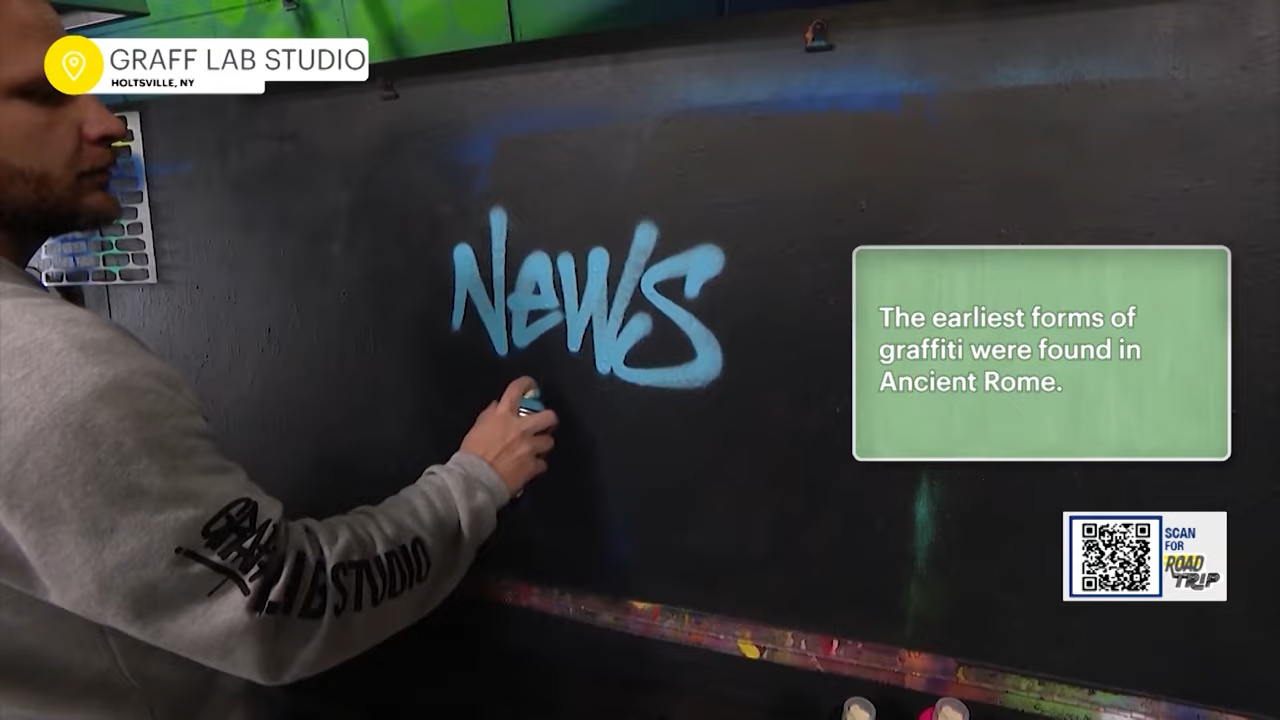 GRAFF LAB STUDIO
HOLTSVILLE, NY
NeWS
The earliest forms of
graffiti were found in
Ancient Rome.
GRAFF LAB STUDIO
SCAN
FOR
ROAD
TRIP